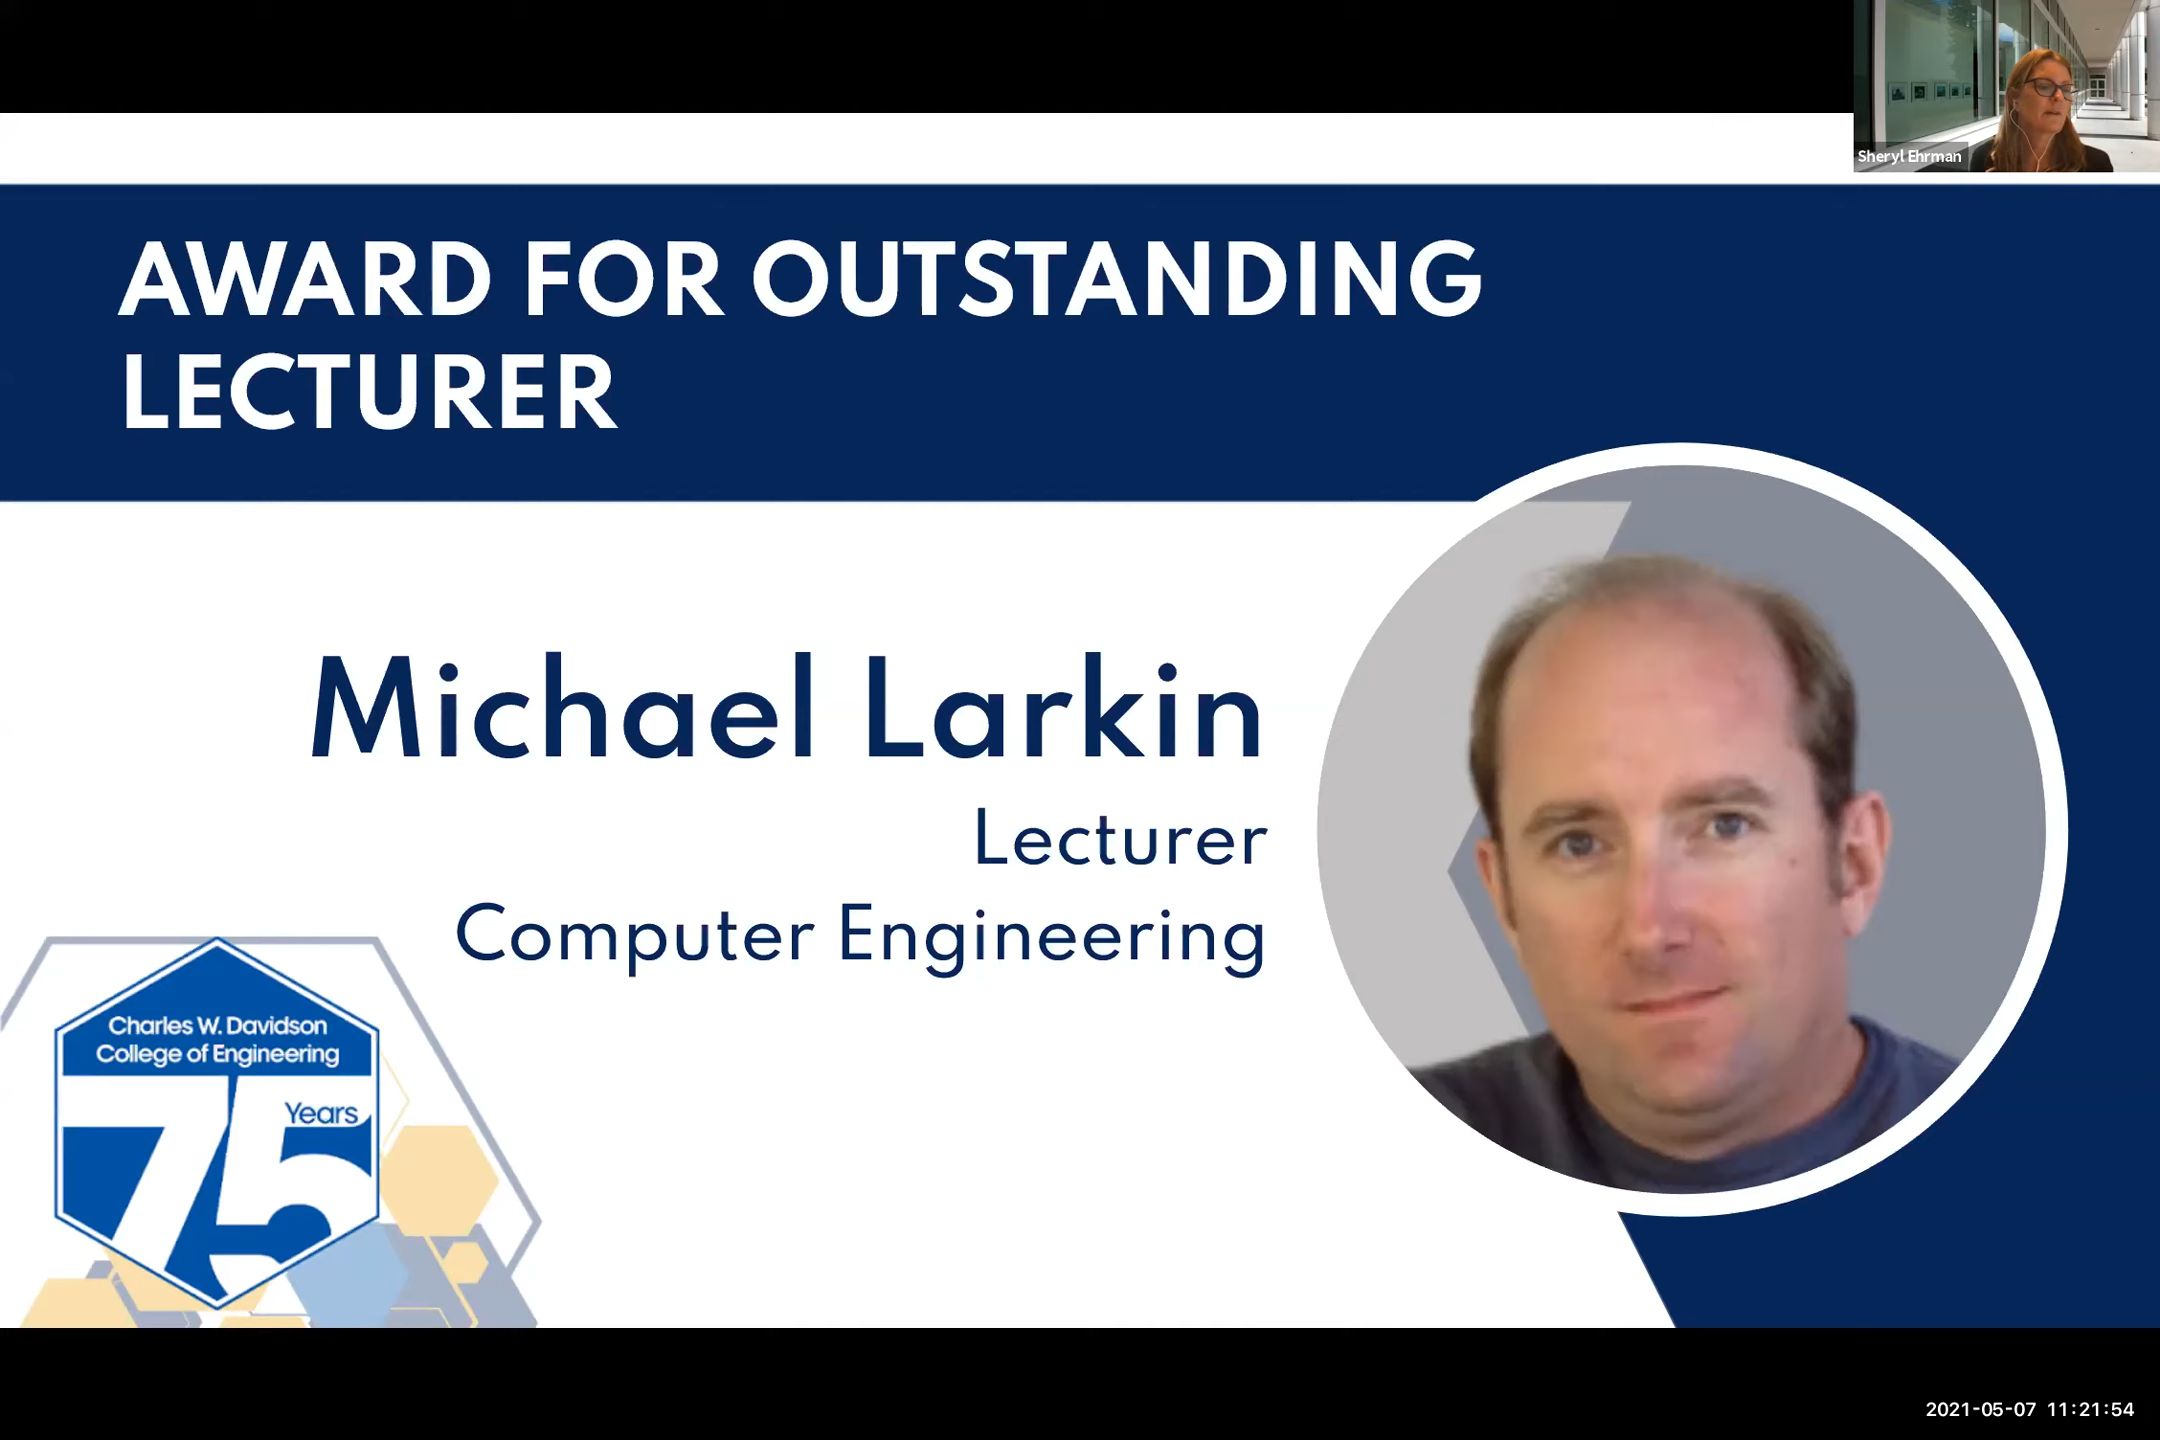 Sheryl Ehrman
AWARD FOR OUTSTANDING
LECTURER
Michael Larkin
Lecturer
Computer Engineering
Charles W. Davidson
College of Engineering
75
Years
2021-05-07 11:21:54